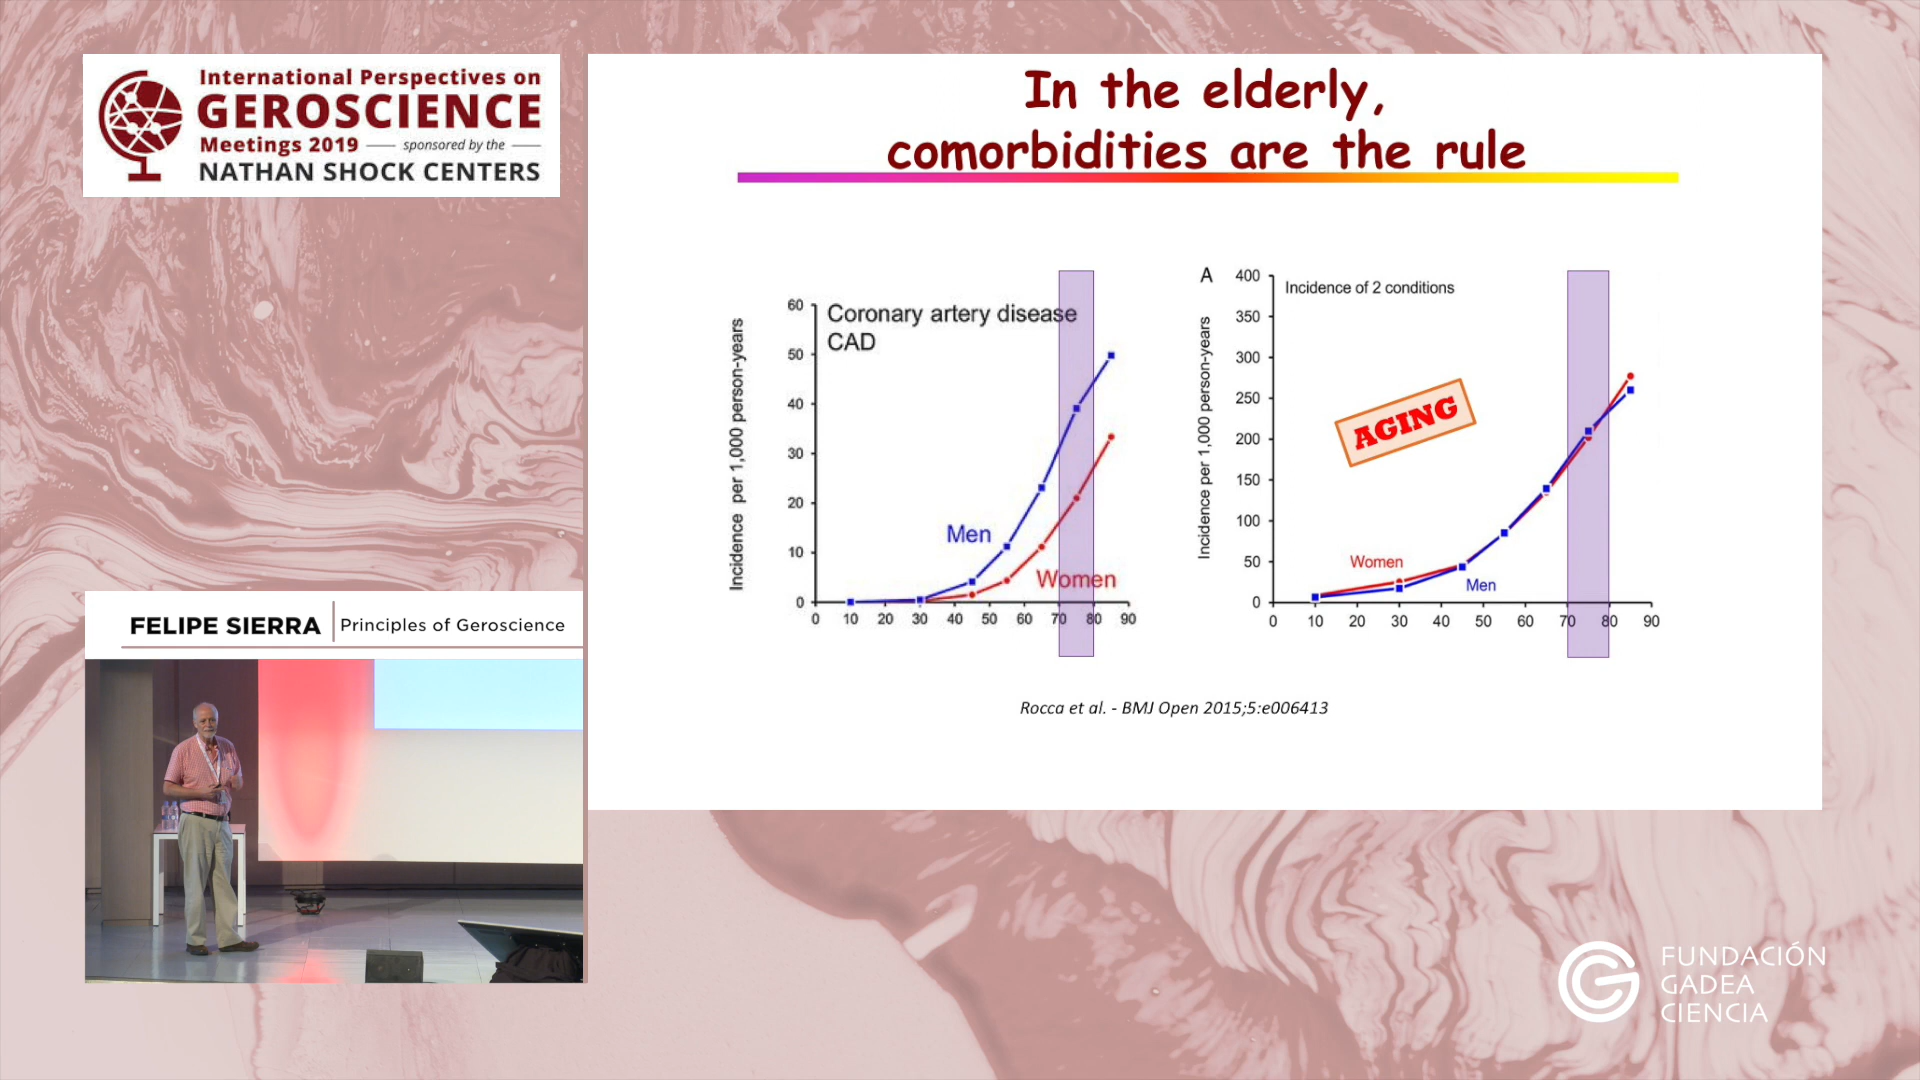 International Perspectives on
GEROSCIENCE
Meetings 2019 — sponsored by the —
NATHAN SHOCK CENTERS
In the elderly,
comorbidities are the rule
Incidence per 1,000 person-years
Coronary artery disease
CAD
60
50
40
30
20
10
0
Men
Women
0 10 20 30 40 50 60 70 80 90
A
Incidence per 1,000 person-years
Incidence of 2 conditions
400
350
300
250
200
150
100
50
0
AGING
Women
Men
0 10 20 30 40 50 60 70 80 90
Rocca et al. - BMJ Open 2015;5:e006413
FELIPE SIERRA
Principles of Geroscience
FUNDACIÓN
GADEA
CIENCIA